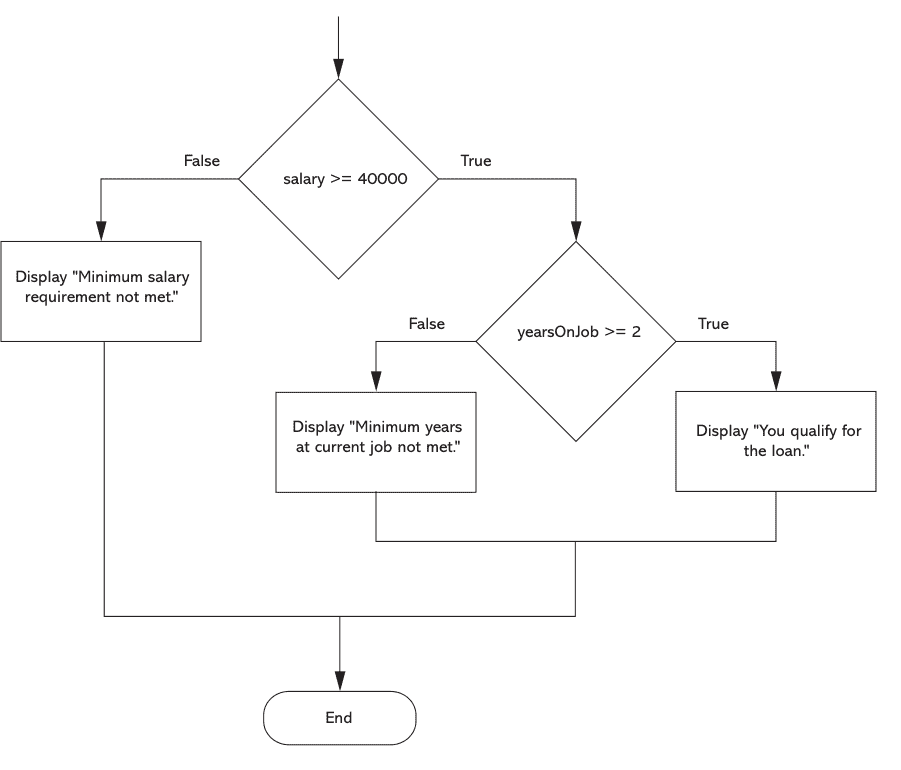 False
True
salary >= 40000
Display "Minimum salary
requirement not met."
False
True
yearsOnJob >= 2
Display "Minimum years
at current job not met."
Display "You qualify for
the loan."
End